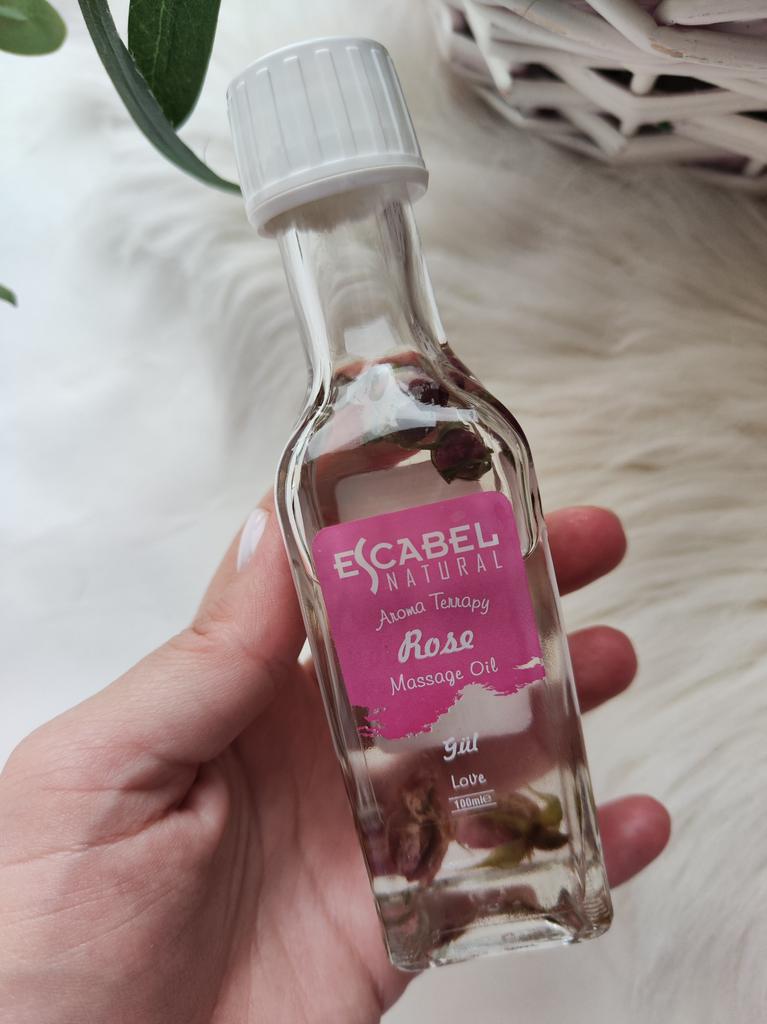 ESCABEL
NATURAL
Aroma Terrapy
Rose
Massage Oil
Gül
Love
100ml℮